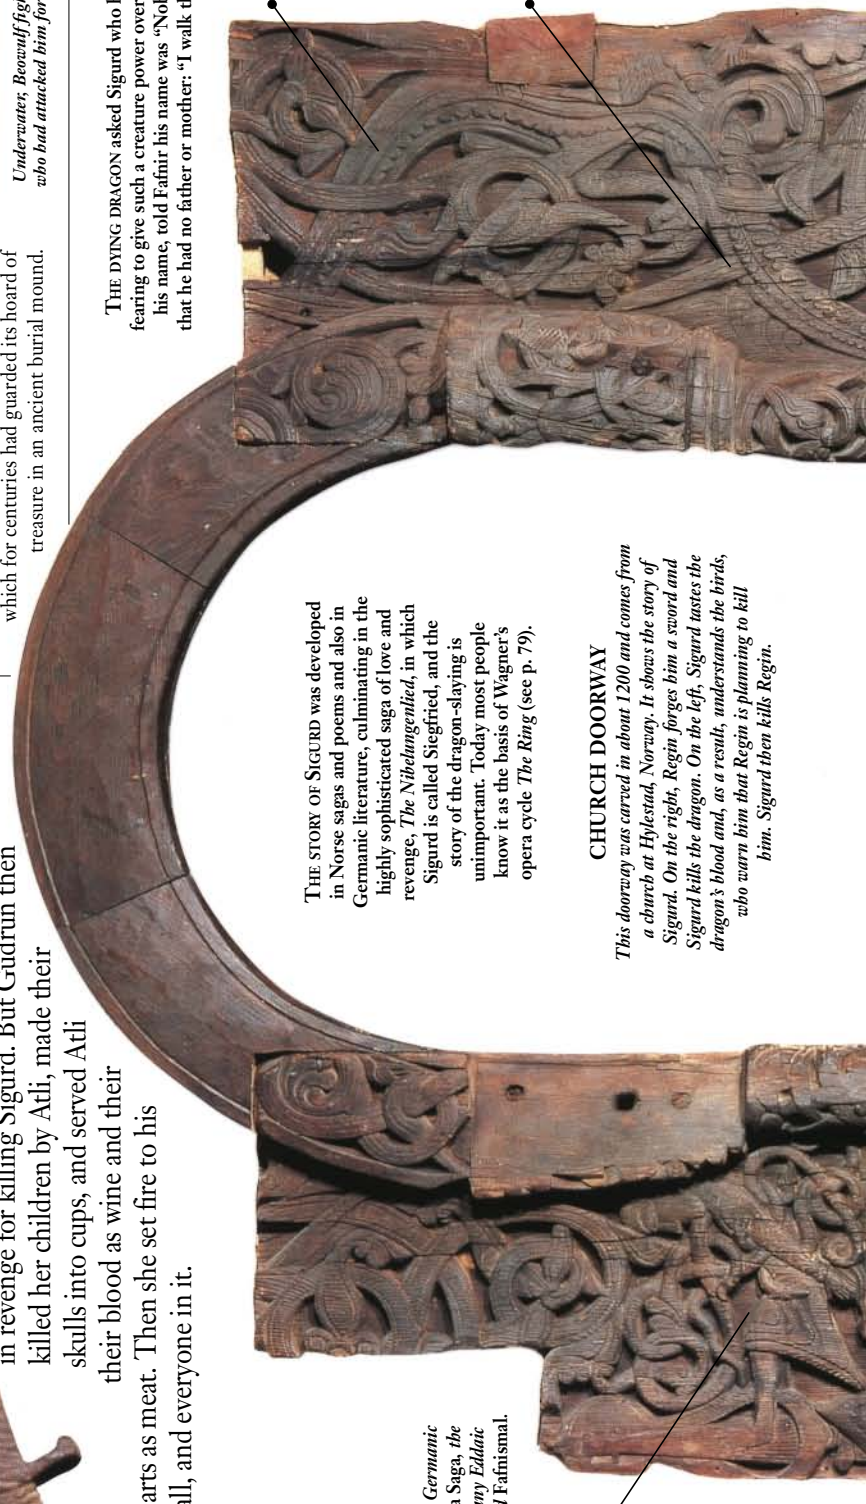 in revenge for killing Sigurd. But Gudrun then
killed her children by Atli, made their
skulls into cups, and served Atli
their blood as wine and their
arts as meat. Then she set fire to his
all, and everyone in it.
Germanic
a Saga, the
ny Eddaic
d Fafnismal.
which for centuries had guarded its hoard of
treasure in an ancient burial mound.
Underwater, Beowulf fig
who had attacked him for
THE DYING DRAGON asked Sigurd who
fearing to give such a creature power over
his name, told Fafnir his name was “Nob
that he had no father or mother: “I walk th
THE STORY OF SIGURD was developed
in Norse sagas and poems and also in
Germanic literature, culminating in the
highly sophisticated saga of love and
revenge, The Nibelungenlied, in which
Sigurd is called Siegfried, and the
story of the dragon-slaying is
unimportant. Today most people
know it as the basis of Wagner’s
opera cycle The Ring (see p. 79).
CHURCH DOORWAY
This doorway was carved in about 1200 and comes from
a church at Hylestad, Norway. It shows the story of
Sigurd. On the right, Regin forges him a sword and
Sigurd kills the dragon. On the left, Sigurd tastes the
dragon’s blood and, as a result, understands the birds,
who warn him that Regin is planning to kill
him. Sigurd then kills Regin.